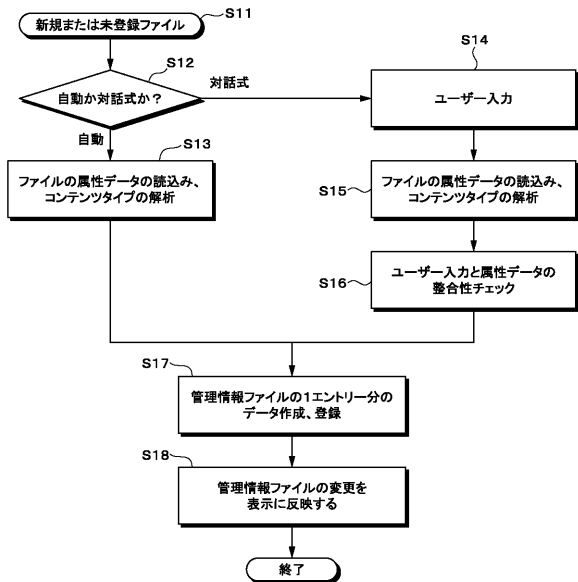 新規または未登録ファイル
S11
S12
自動か対話式か？
対話式
自動
S13
ファイルの属性データの読込み、
コンテンツタイプの解析
S14
ユーザー入力
S15
ファイルの属性データの読込み、
コンテンツタイプの解析
S16
ユーザー入力と属性データの
整合性チェック
S17
管理情報ファイルの１エントリー分の
データ作成、登録
S18
管理情報ファイルの変更を
表示に反映する
終了